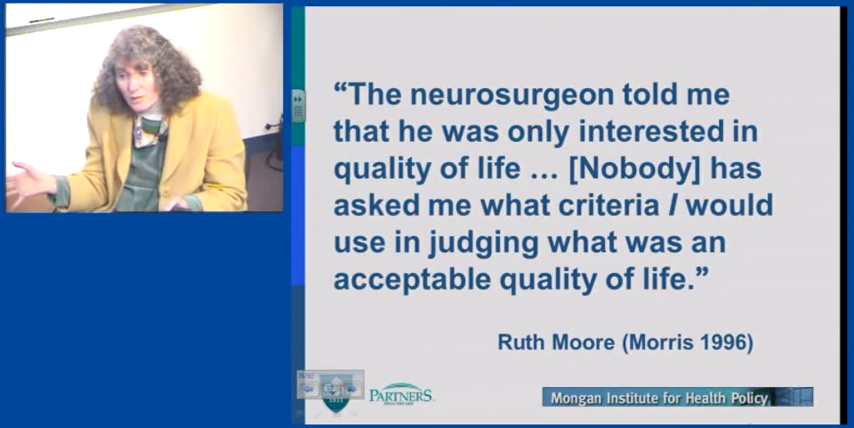 “The neurosurgeon told me
that he was only interested in
quality of life … [Nobody] has
asked me what criteria I would
use in judging what was an
acceptable quality of life.”
Ruth Moore (Morris 1996)
PARTNERS
HEALTHCARE
Mongan Institute for Health Policy